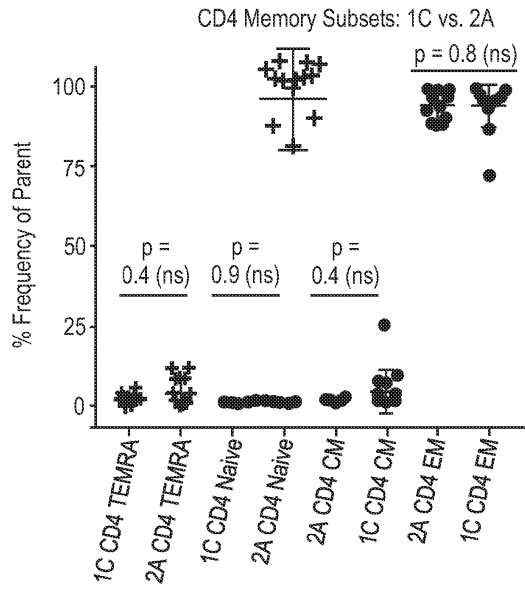 CD4 Memory Subsets: 1C vs. 2A
p = 0.8 (ns)
% Frequency of Parent
100
75
50
25
0
p =
0.4 (ns)
p =
0.9 (ns)
p =
0.4 (ns)
1C CD4 TEMRA
2A CD4 TEMRA
1C CD4 Naive
2A CD4 Naive
2A CD4 CM
1C CD4 CM
2A CD4 EM
1C CD4 EM